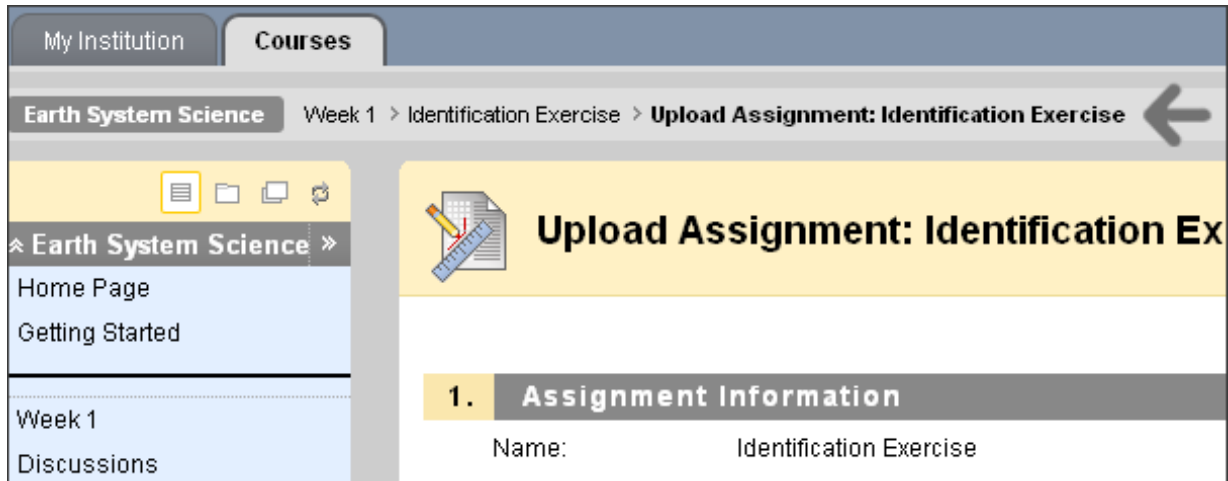 My Institution Courses
Earth System Science Week 1 > Identification Exercise > Upload Assignment: Identification Exercise
Earth System Science »
Home Page
Getting Started
Week 1
Discussions
Upload Assignment: Identification Ex
1. Assignment Information
Name: Identification Exercise